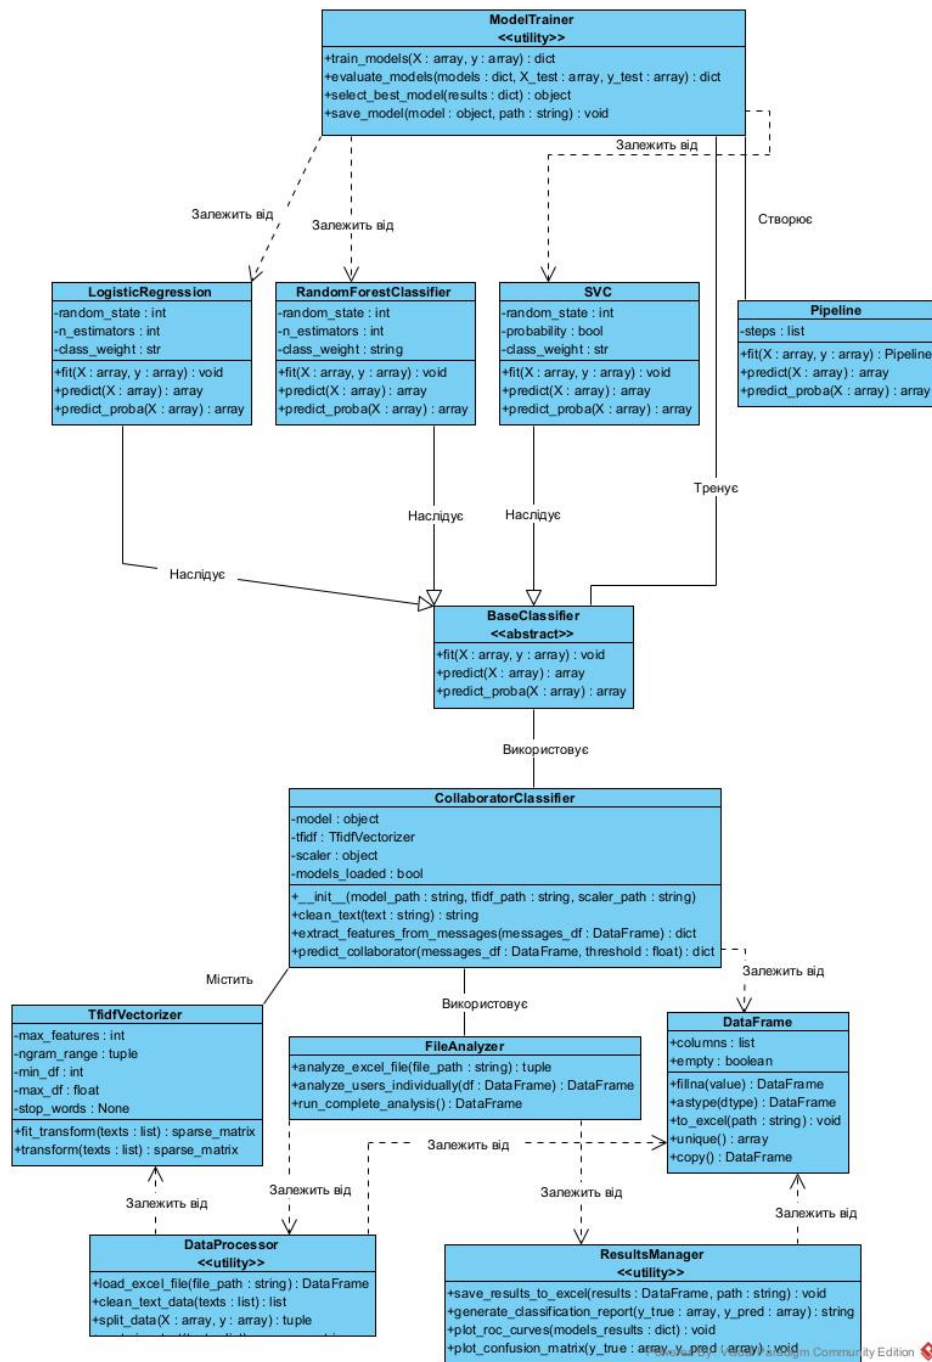 ModelTrainer
<<utility>>
+train_models(X : array, y : array) : dict
+evaluate_models(models : dict, X_test : array, y_test : array) : dict
+select_best_model(results : dict) : object
+save_model(model : object, path : string) : void
Залежить від
Залежить від
Залежить від
Створює
LogisticRegression
-random_state : int
-n_estimators : int
-class_weight : str
+fit(X : array, y : array) : void
+predict(X : array) : array
+predict_proba(X : array) : array
RandomForestClassifier
-random_state : int
-n_estimators : int
-class_weight : string
+fit(X : array, y : array) : void
+predict(X : array) : array
+predict_proba(X : array) : array
SVC
-random_state : int
-probability : bool
-class_weight : str
+fit(X : array, y : array) : void
+predict(X : array) : array
+predict_proba(X : array) : array
Pipeline
-steps : list
+fit(X : array, y : array) : Pipeline
+predict(X : array) : array
+predict_proba(X : array) : array
Тренує
Наслідує
Наслідує
Наслідує
BaseClassifier
<<abstract>>
+fit(X : array, y : array) : void
+predict(X : array) : array
+predict_proba(X : array) : array
Використовує
CollaboratorClassifier
-model : object
-tfidf : TfidfVectorizer
-scaler : object
-models_loaded : bool
+__init__(model_path : string, tfidf_path : string, scaler_path : string)
+clean_text(text : string) : string
+extract_features_from_messages(messages_df : DataFrame) : dict
+predict_collaborator(messages_df : DataFrame, threshold : float) : dict
Містить
Використовує
Залежить від
TfidfVectorizer
-max_features : int
-ngram_range : tuple
-min_df : int
-max_df : float
-stop_words : None
+fit_transform(texts : list) : sparse_matrix
+transform(texts : list) : sparse_matrix
FileAnalyzer
+analyze_excel_file(file_path : string) : tuple
+analyze_users_individually(df : DataFrame) : DataFrame
+run_complete_analysis() : DataFrame
DataFrame
+columns : list
+empty : boolean
+fillna(value) : DataFrame
+astype(dtype) : DataFrame
+to_excel(path : string) : void
+unique() : array
+copy() : DataFrame
Залежить від
Залежить від
Залежить від
Залежить від
Залежить від
DataProcessor
<<utility>>
+load_excel_file(file_path : string) : DataFrame
+clean_text_data(texts : list) : list
+split_data(X : array, y : array) : tuple
ResultsManager
<<utility>>
+save_results_to_excel(results : DataFrame, path : string) : void
+generate_classification_report(y_true : array, y_pred : array) : string
+plot_roc_curves(models_results : dict) : void
+plot_confusion_matrix(y_true : array, y_pred : array) : void
Powered By: Visual Paradigm Community Edition